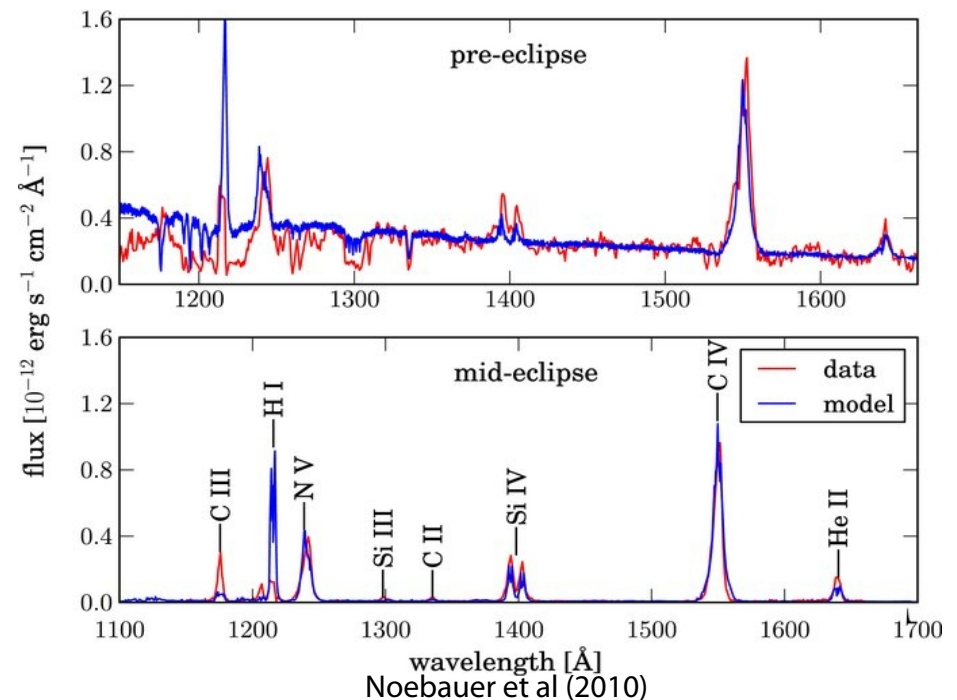 flux [10⁻¹² erg s⁻¹ cm⁻² Å⁻¹]
1.6
1.2
0.8
0.4
0.0
pre-eclipse
1200 1300 1400 1500 1600
1.6
1.2
0.8
0.4
0.0
mid-eclipse
C III
H I
N V
Si III
C II
Si IV
C IV
He II
data
model
1100 1200 1300 1400 1500 1600 1700
wavelength [Å]
Noebauer et al (2010)